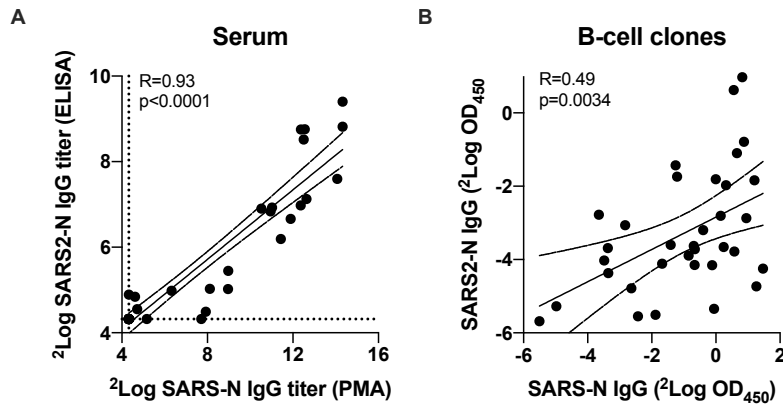 A
Serum
R=0.93
p<0.0001
²Log SARS2-N IgG titer (ELISA)
10
8
6
4
4
8
12
16
²Log SARS-N IgG titer (PMA)
B
B-cell clones
R=0.49
p=0.0034
SARS2-N IgG (²Log OD₄₅₀)
0
-2
-4
-6
-6
-4
-2
0
2
SARS-N IgG (²Log OD₄₅₀)